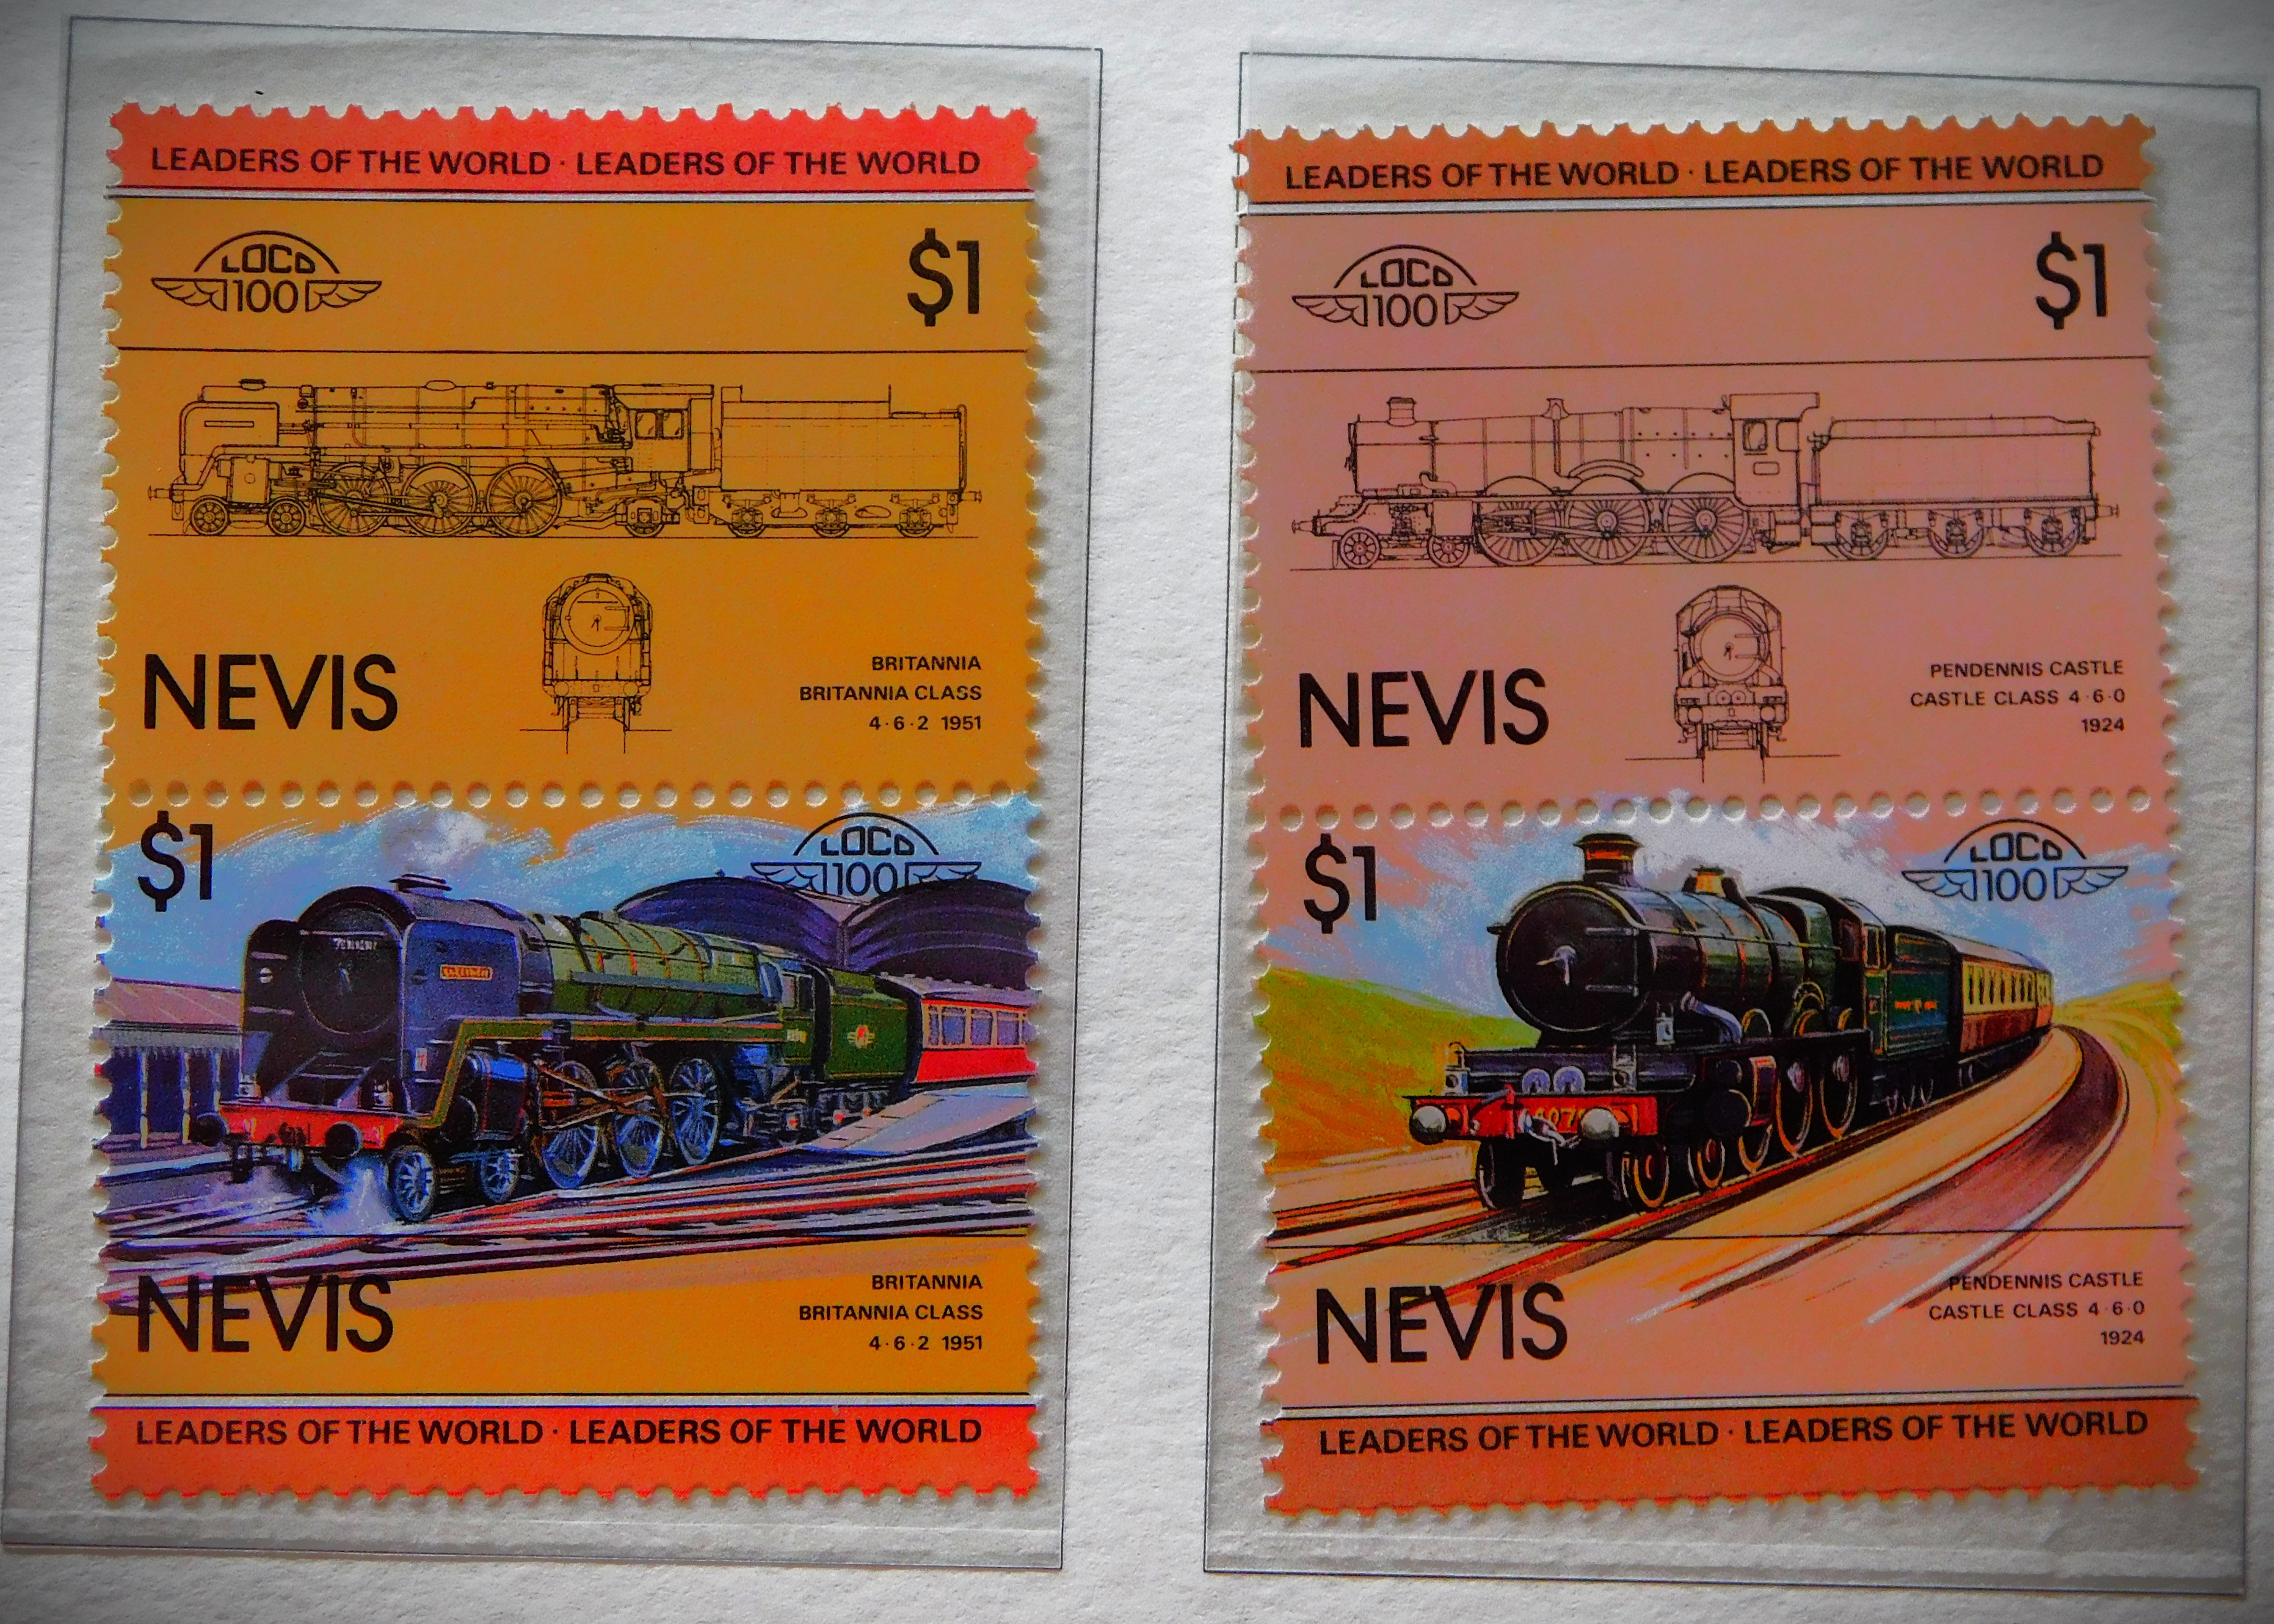 LEADERS OF THE WORLD · LEADERS OF THE WORLD
LOCO
100
$1
NEVIS
BRITANNIA
BRITANNIA CLASS
4·6·2 1951
$1
LOCO
100
NEVIS
BRITANNIA
BRITANNIA CLASS
4·6·2 1951
LEADERS OF THE WORLD · LEADERS OF THE WORLD
LEADERS OF THE WORLD · LEADERS OF THE WORLD
LOCO
100
$1
NEVIS
PENDENNIS CASTLE
CASTLE CLASS 4·6·0
1924
$1
LOCO
100
NEVIS
PENDENNIS CASTLE
CASTLE CLASS 4·6·0
1924
LEADERS OF THE WORLD · LEADERS OF THE WORLD